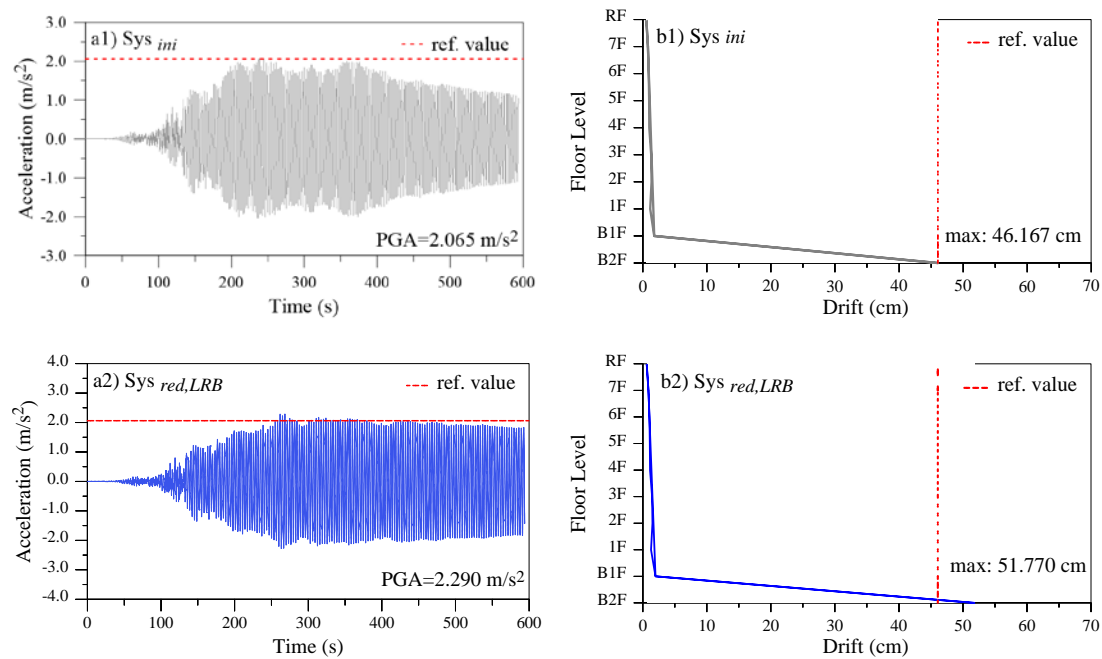 a1) Sys ini
ref. value
3.0
2.0
1.0
0.0
-1.0
-2.0
-3.0
Acceleration (m/s²)
PGA=2.065 m/s²
0 100 200 300 400 500 600
Time (s)
b1) Sys ini
ref. value
RF
7F
6F
5F
4F
3F
2F
1F
B1F
B2F
Floor Level
max: 46.167 cm
0 10 20 30 40 50 60 70
Drift (cm)
a2) Sys red,LRB
ref. value
4.0
3.0
2.0
1.0
0.0
-1.0
-2.0
-3.0
-4.0
Acceleration (m/s²)
PGA=2.290 m/s²
0 100 200 300 400 500 600
Time (s)
b2) Sys red,LRB
ref. value
RF
7F
6F
5F
4F
3F
2F
1F
B1F
B2F
Floor Level
max: 51.770 cm
0 10 20 30 40 50 60 70
Drift (cm)